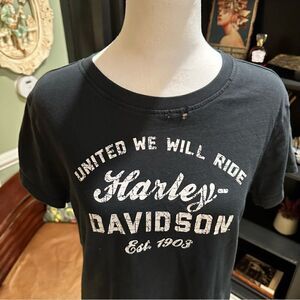 UNITED WE WILL RIDE
Harley-
DAVIDSON
Est. 1903